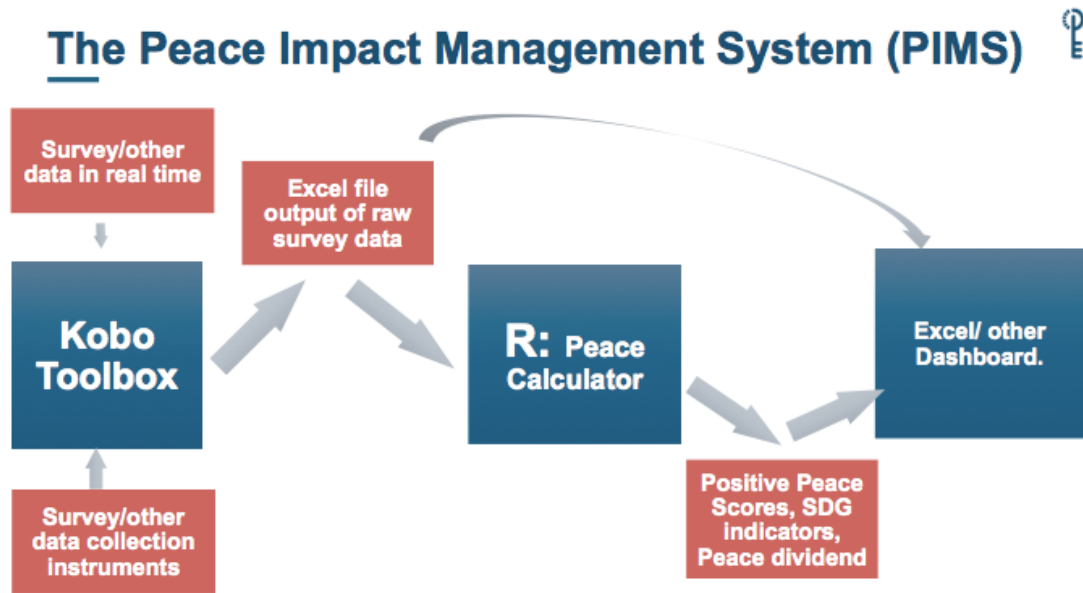 The Peace Impact Management System (PIMS)
Survey/other
data in real time
Excel file
output of raw
survey data
Kobo
Toolbox
R: Peace
Calculator
Excel/ other
Dashboard.
Survey/other
data collection
instruments
Positive Peace
Scores, SDG
indicators,
Peace dividend